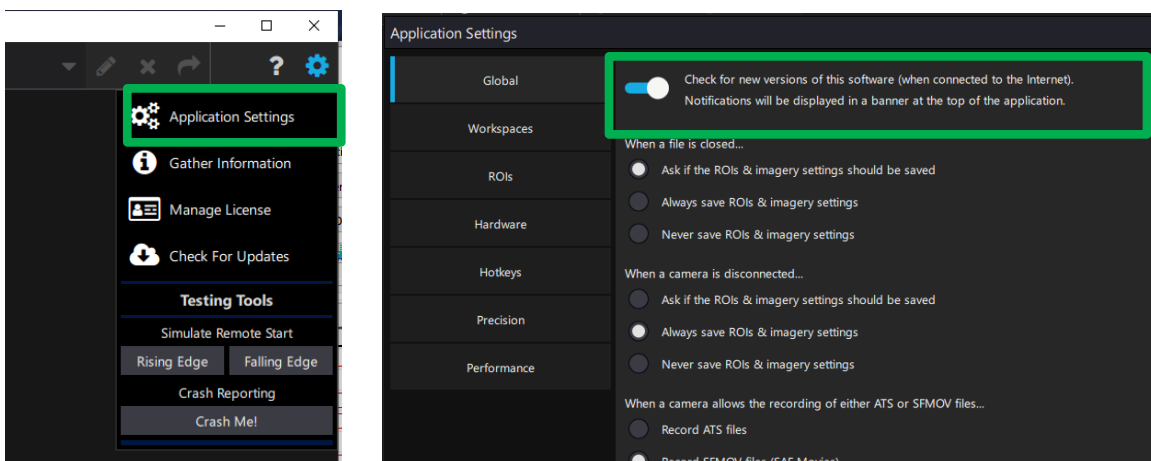 ?
Application Settings
Gather Information
Manage License
Check For Updates
Testing Tools
Simulate Remote Start
Rising Edge
Falling Edge
Crash Reporting
Crash Me!
Application Settings
Global
Workspaces
ROIs
Hardware
Hotkeys
Precision
Performance
Check for new versions of this software (when connected to the Internet).
Notifications will be displayed in a banner at the top of the application.
When a file is closed...
Ask if the ROIs & imagery settings should be saved
Always save ROIs & imagery settings
Never save ROIs & imagery settings
When a camera is disconnected...
Ask if the ROIs & imagery settings should be saved
Always save ROIs & imagery settings
Never save ROIs & imagery settings
When a camera allows the recording of either ATS or SFMOV files...
Record ATS files
Record SFMOV files (SAF Movies)